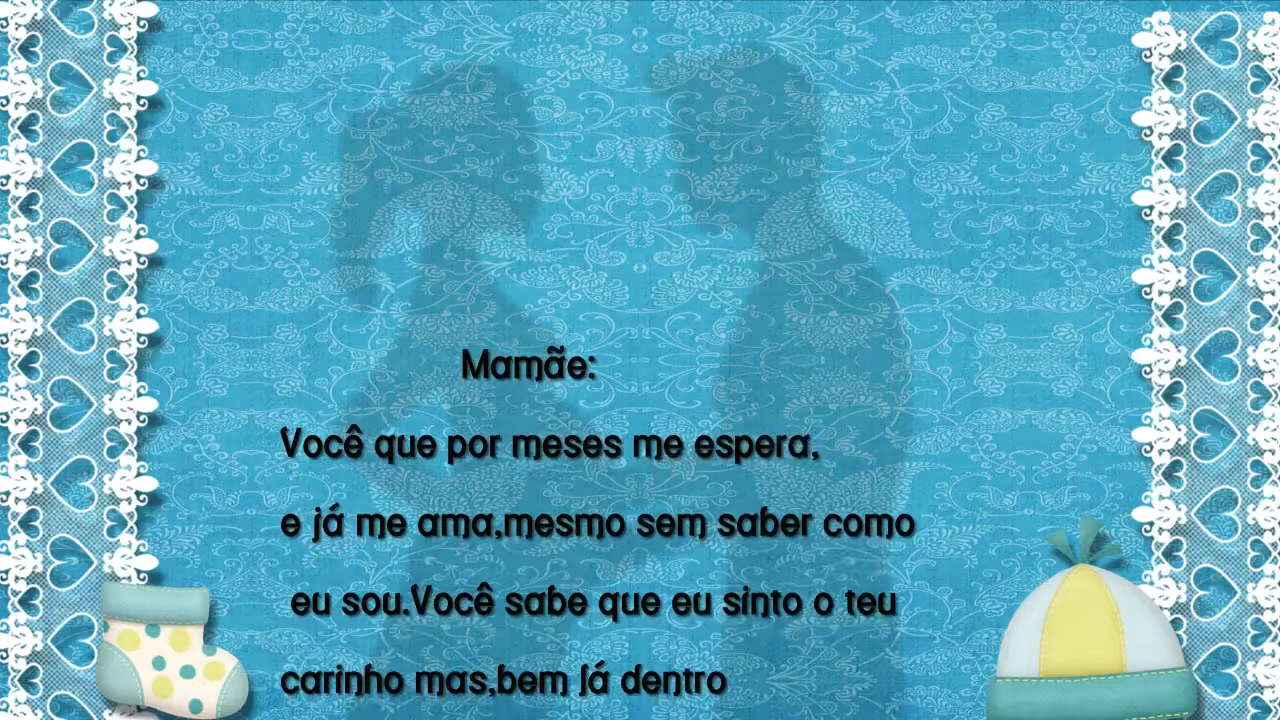 Mamãe:
Você que por meses me espera,
e já me ama,mesmo sem saber como
eu sou.Você sabe que eu sinto o teu
carinho mas,bem lá dentro